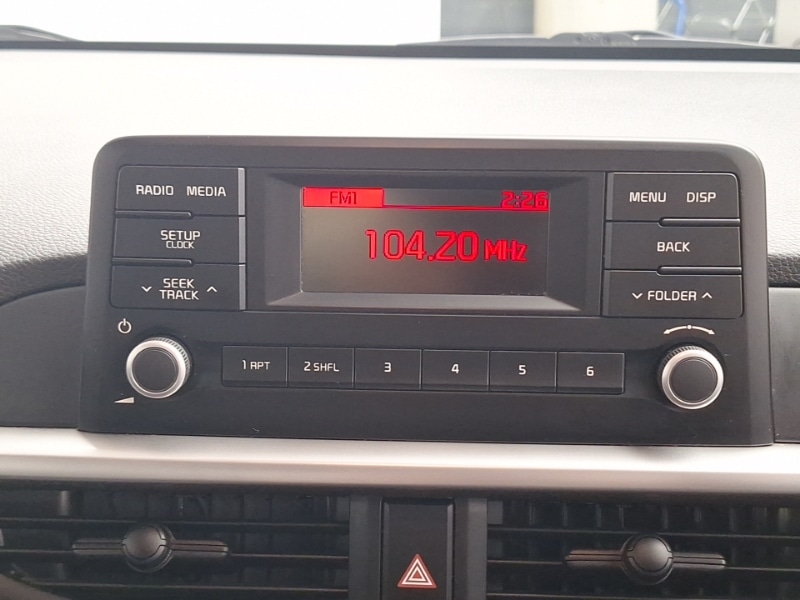 RADIO MEDIA
SETUP
CLOCK
SEEK
TRACK
FM1 2:26
104.20 MHz
MENU DISP
BACK
FOLDER
1 RPT 2 SHFL 3 4 5 6